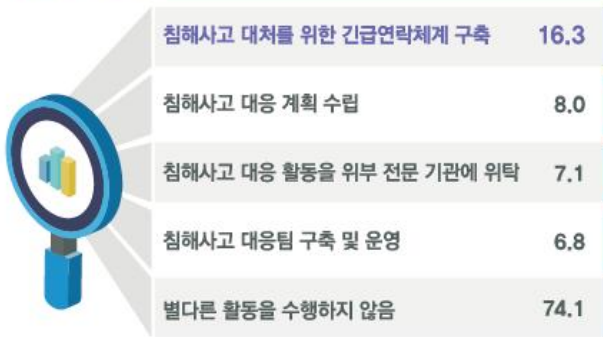 침해사고 대처를 위한 긴급연락체계 구축 16.3
침해사고 대응 계획 수립 8.0
침해사고 대응 활동을 위부 전문 기관에 위탁 7.1
침해사고 대응팀 구축 및 운영 6.8
별다른 활동을 수행하지 않음 74.1